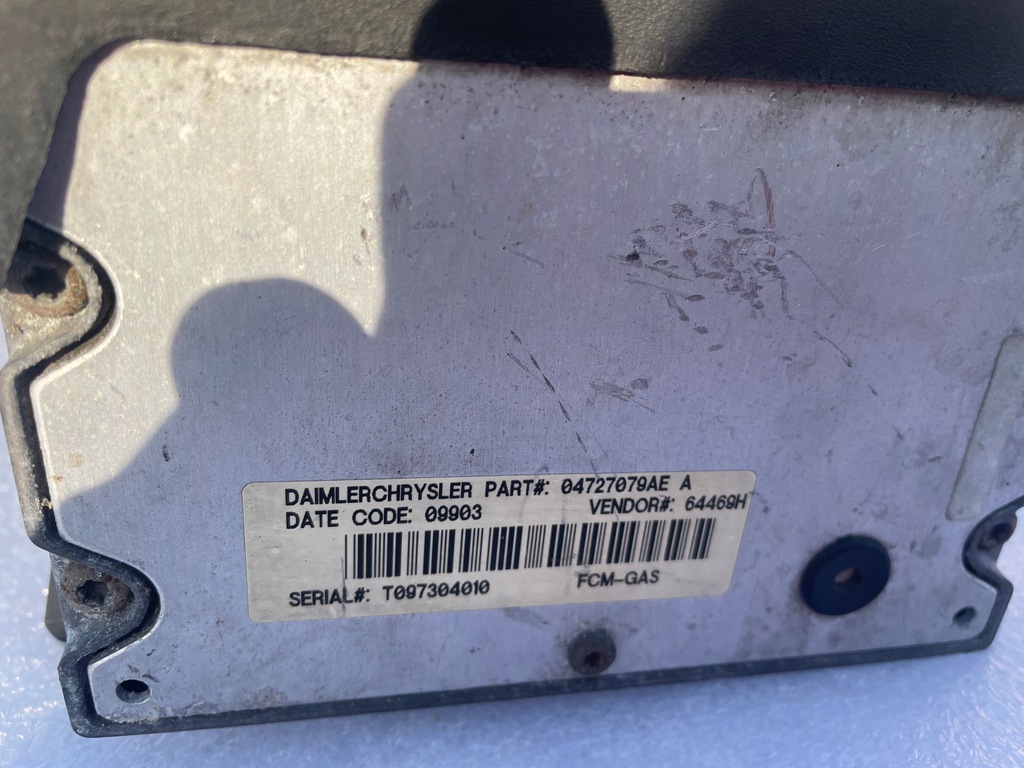 DAIMLERCHRYSLER PART#: 04727079AE A
DATE CODE: 09903 VENDOR#: 64469H
SERIAL#: T097304010 FCM-GAS